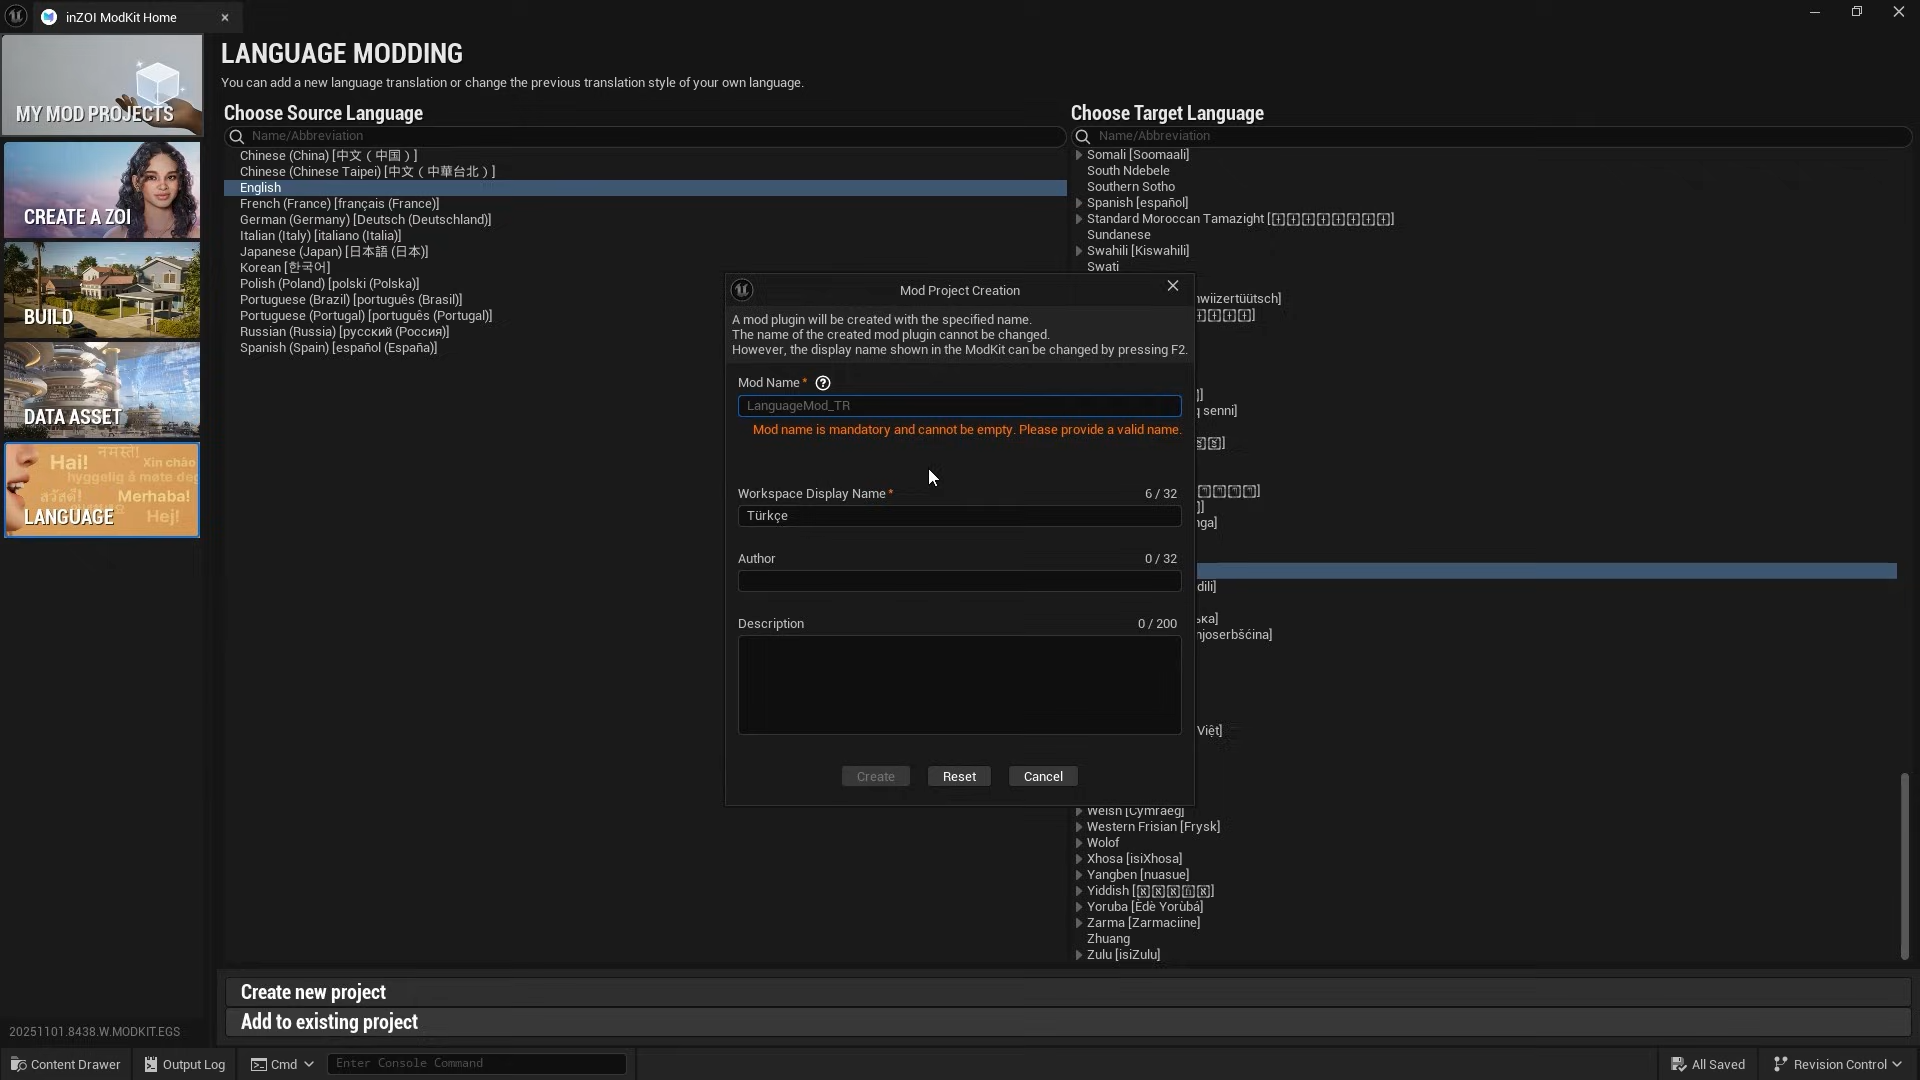 inZOI ModKit Home
MY MOD PROJECTS
CREATE A ZOI
BUILD
DATA ASSET
Hai!
नमस्ते!
Xin chào
hyggelig å møte deg
สวัสดี!
Merhaba!
Hej!
LANGUAGE
20251101.8438.W.MODKIT.EGS
LANGUAGE MODDING
You can add a new language translation or change the previous translation style of your own language.
Choose Source Language
Name/Abbreviation
Chinese (China) [中文（中国）]
Chinese (Chinese Taipei) [中文（中華台北）]
English
French (France) [français (France)]
German (Germany) [Deutsch (Deutschland)]
Italian (Italy) [italiano (Italia)]
Japanese (Japan) [日本語 (日本)]
Korean [한국어]
Polish (Poland) [polski (Polska)]
Portuguese (Brazil) [português (Brasil)]
Portuguese (Portugal) [português (Portugal)]
Russian (Russia) [русский (Россия)]
Spanish (Spain) [español (España)]
Choose Target Language
Name/Abbreviation
Somali [Soomaali]
South Ndebele
Southern Sotho
Spanish [español]
Standard Moroccan Tamazight
Sundanese
Swahili [Kiswahili]
Swati
wiizertüütsch]
senni]
nga]
dili]
ька]
njoserbšćina]
Việt]
Welsh [Cymraeg]
Western Frisian [Frysk]
Wolof
Xhosa [isiXhosa]
Yangben [nuasue]
Yiddish
Yoruba [Èdè Yorùbá]
Zarma [Zarmaciine]
Zhuang
Zulu [isiZulu]
Mod Project Creation
A mod plugin will be created with the specified name.
The name of the created mod plugin cannot be changed.
However, the display name shown in the ModKit can be changed by pressing F2.
Mod Name* ?
LanguageMod_TR
Mod name is mandatory and cannot be empty. Please provide a valid name.
Workspace Display Name* 6 / 32
Türkçe
Author 0 / 32
Description 0 / 200
Create Reset Cancel
Create new project
Add to existing project
Content Drawer Output Log Cmd Enter Console Command All Saved Revision Control